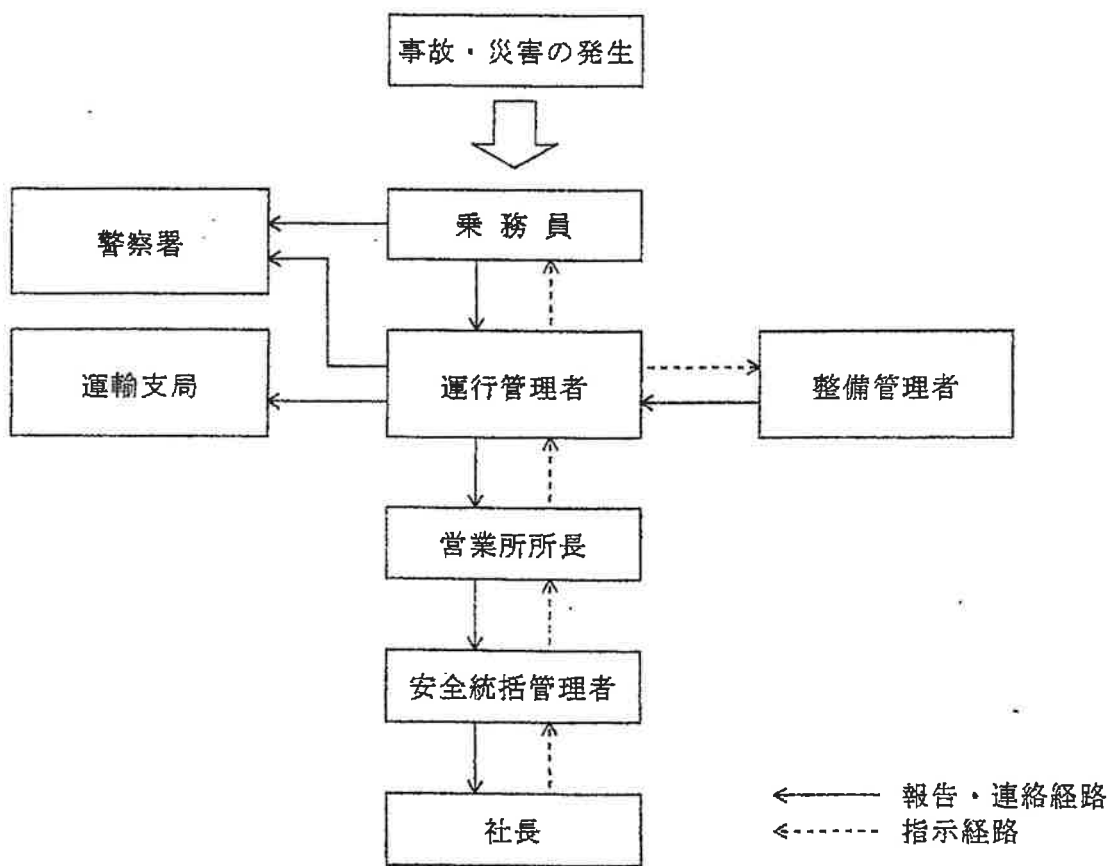 事故・災害の発生
乗務員
警察署
運輸支局
運行管理者
整備管理者
営業所所長
安全統括管理者
社長
報告・連絡経路
指示経路